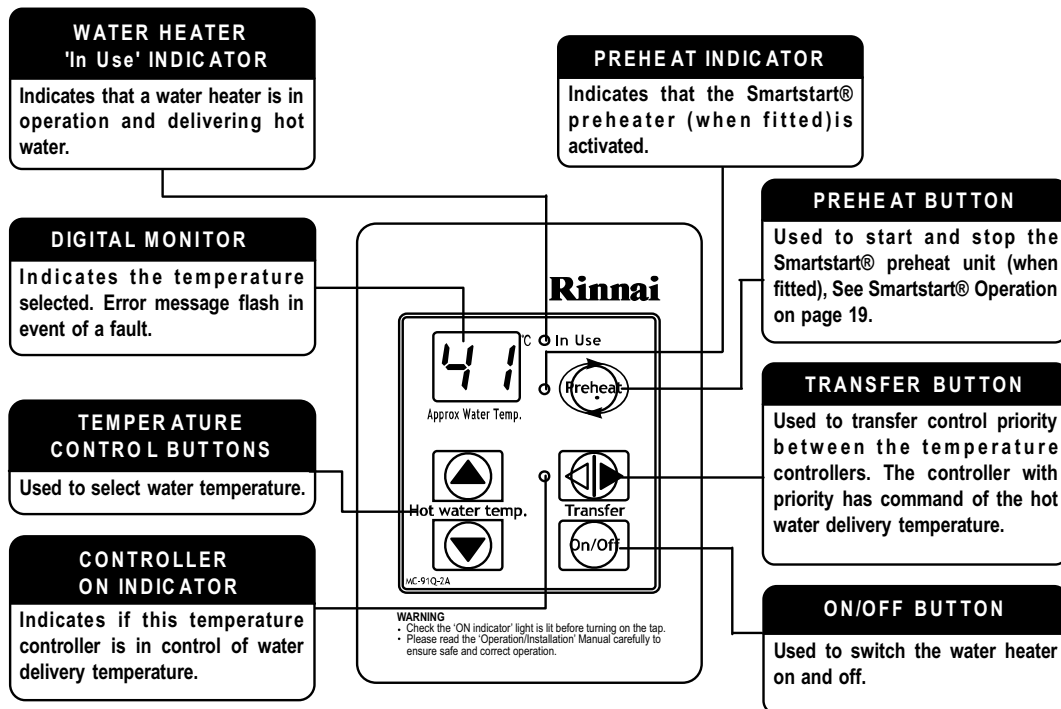 WATER HEATER
'In Use' INDICATOR
Indicates that a water heater is in
operation and delivering hot
water.
PREHEAT INDICATOR
Indicates that the Smartstart®
preheater (when fitted)is
activated.
DIGITAL MONITOR
Indicates the temperature
selected. Error message flash in
event of a fault.
PREHEAT BUTTON
Used to start and stop the
Smartstart® preheat unit (when
fitted), See Smartstart® Operation
on page 19.
TEMPERATURE
CONTROL BUTTONS
Used to select water temperature.
TRANSFER BUTTON
Used to transfer control priority
between the temperature
controllers. The controller with
priority has command of the hot
water delivery temperature.
CONTROLLER
ON INDICATOR
Indicates if this temperature
controller is in control of water
delivery temperature.
ON/OFF BUTTON
Used to switch the water heater
on and off.
Rinnai
41 °C In Use
Preheat
Approx Water Temp.
Hot water temp. Transfer
On/Off
MC-91Q-2A
WARNING
• Check the 'ON indicator' light is lit before turning on the tap.
• Please read the 'Operation/Installation' Manual carefully to
ensure safe and correct operation.